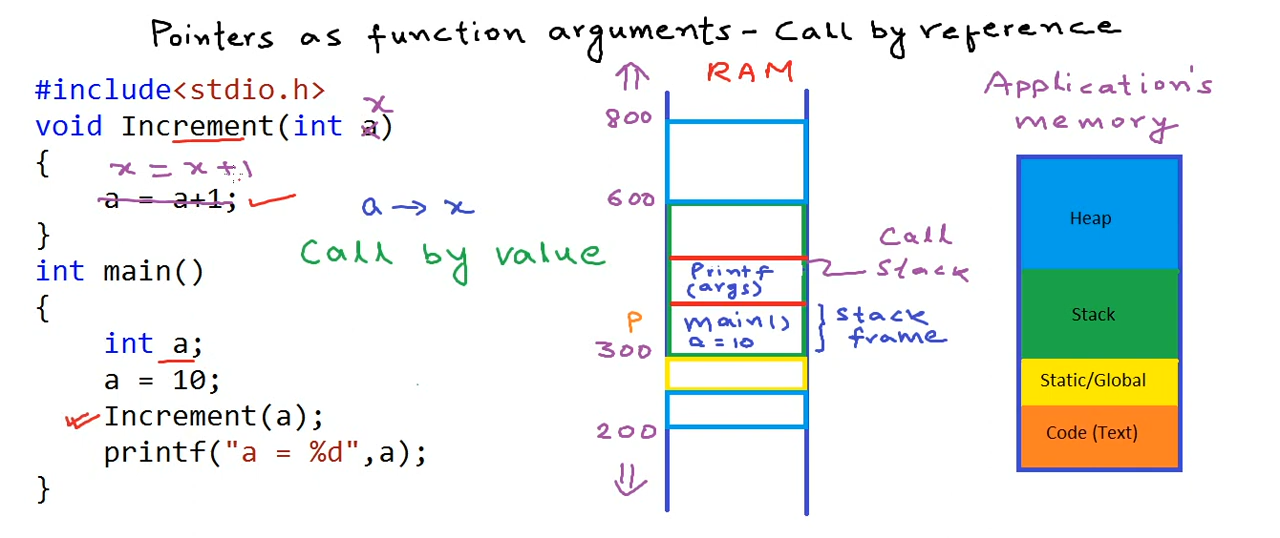 Pointers as function arguments - Call by reference
#include<stdio.h>
x
void Increment(int a)
{
x = x+1
a = a+1;
}
int main()
{
int a;
a = 10;
Increment(a);
printf("a = %d",a);
}
a → x
Call by value
RAM
800
600
P
300
200
Printf
(args)
main()
a = 10
Call
Stack
Stack
frame
Application's
memory
Heap
Stack
Static/Global
Code (Text)